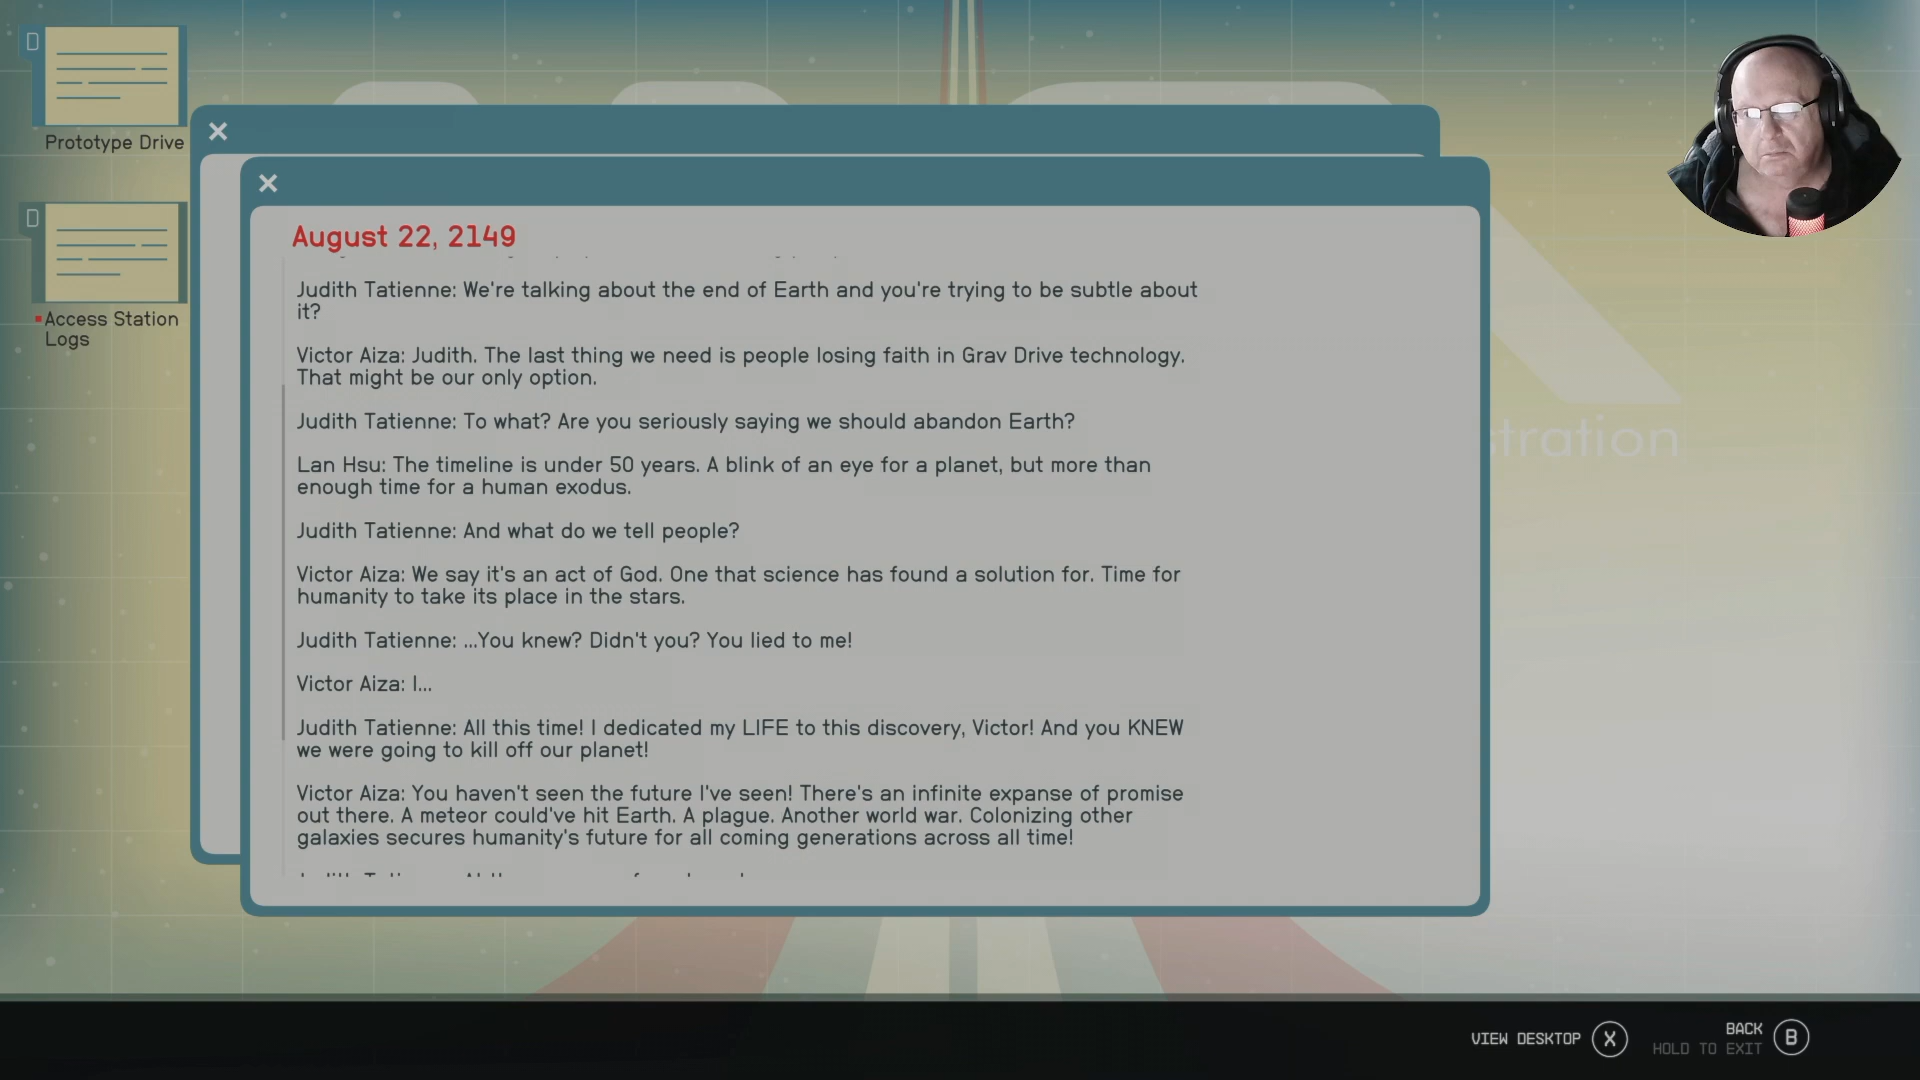 Prototype Drive
Access Station
Logs
August 22, 2149
Judith Tatienne: We're talking about the end of Earth and you're trying to be subtle about
it?
Victor Aiza: Judith. The last thing we need is people losing faith in Grav Drive technology.
That might be our only option.
Judith Tatienne: To what? Are you seriously saying we should abandon Earth?
Lan Hsu: The timeline is under 50 years. A blink of an eye for a planet, but more than
enough time for a human exodus.
Judith Tatienne: And what do we tell people?
Victor Aiza: We say it's an act of God. One that science has found a solution for. Time for
humanity to take its place in the stars.
Judith Tatienne: ...You knew? Didn't you? You lied to me!
Victor Aiza: I...
Judith Tatienne: All this time! I dedicated my LIFE to this discovery, Victor! And you KNEW
we were going to kill off our planet!
Victor Aiza: You haven't seen the future I've seen! There's an infinite expanse of promise
out there. A meteor could've hit Earth. A plague. Another world war. Colonizing other
galaxies secures humanity's future for all coming generations across all time!
stration
VIEW DESKTOP X
BACK B
HOLD TO EXIT